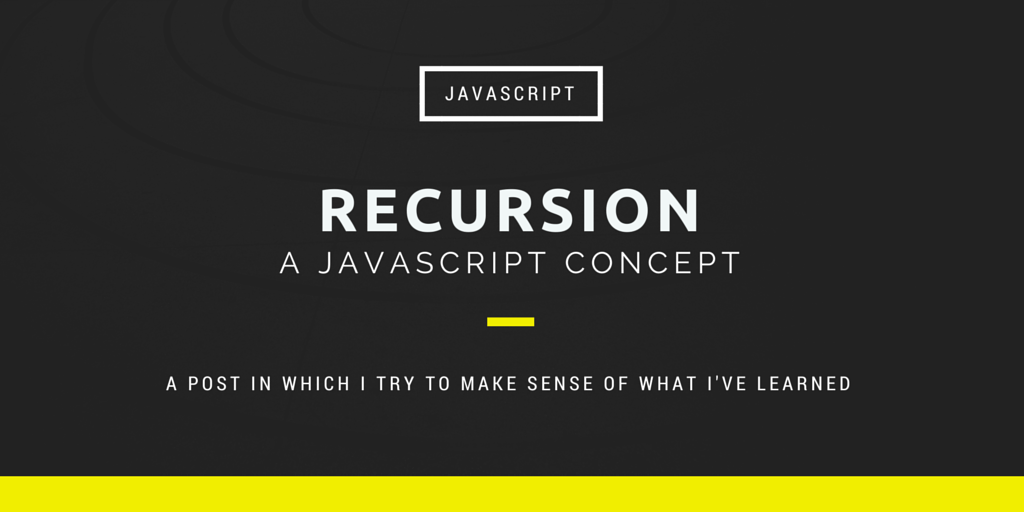 JAVASCRIPT
RECURSION
A JAVASCRIPT CONCEPT
A POST IN WHICH I TRY TO MAKE SENSE OF WHAT I'VE LEARNED